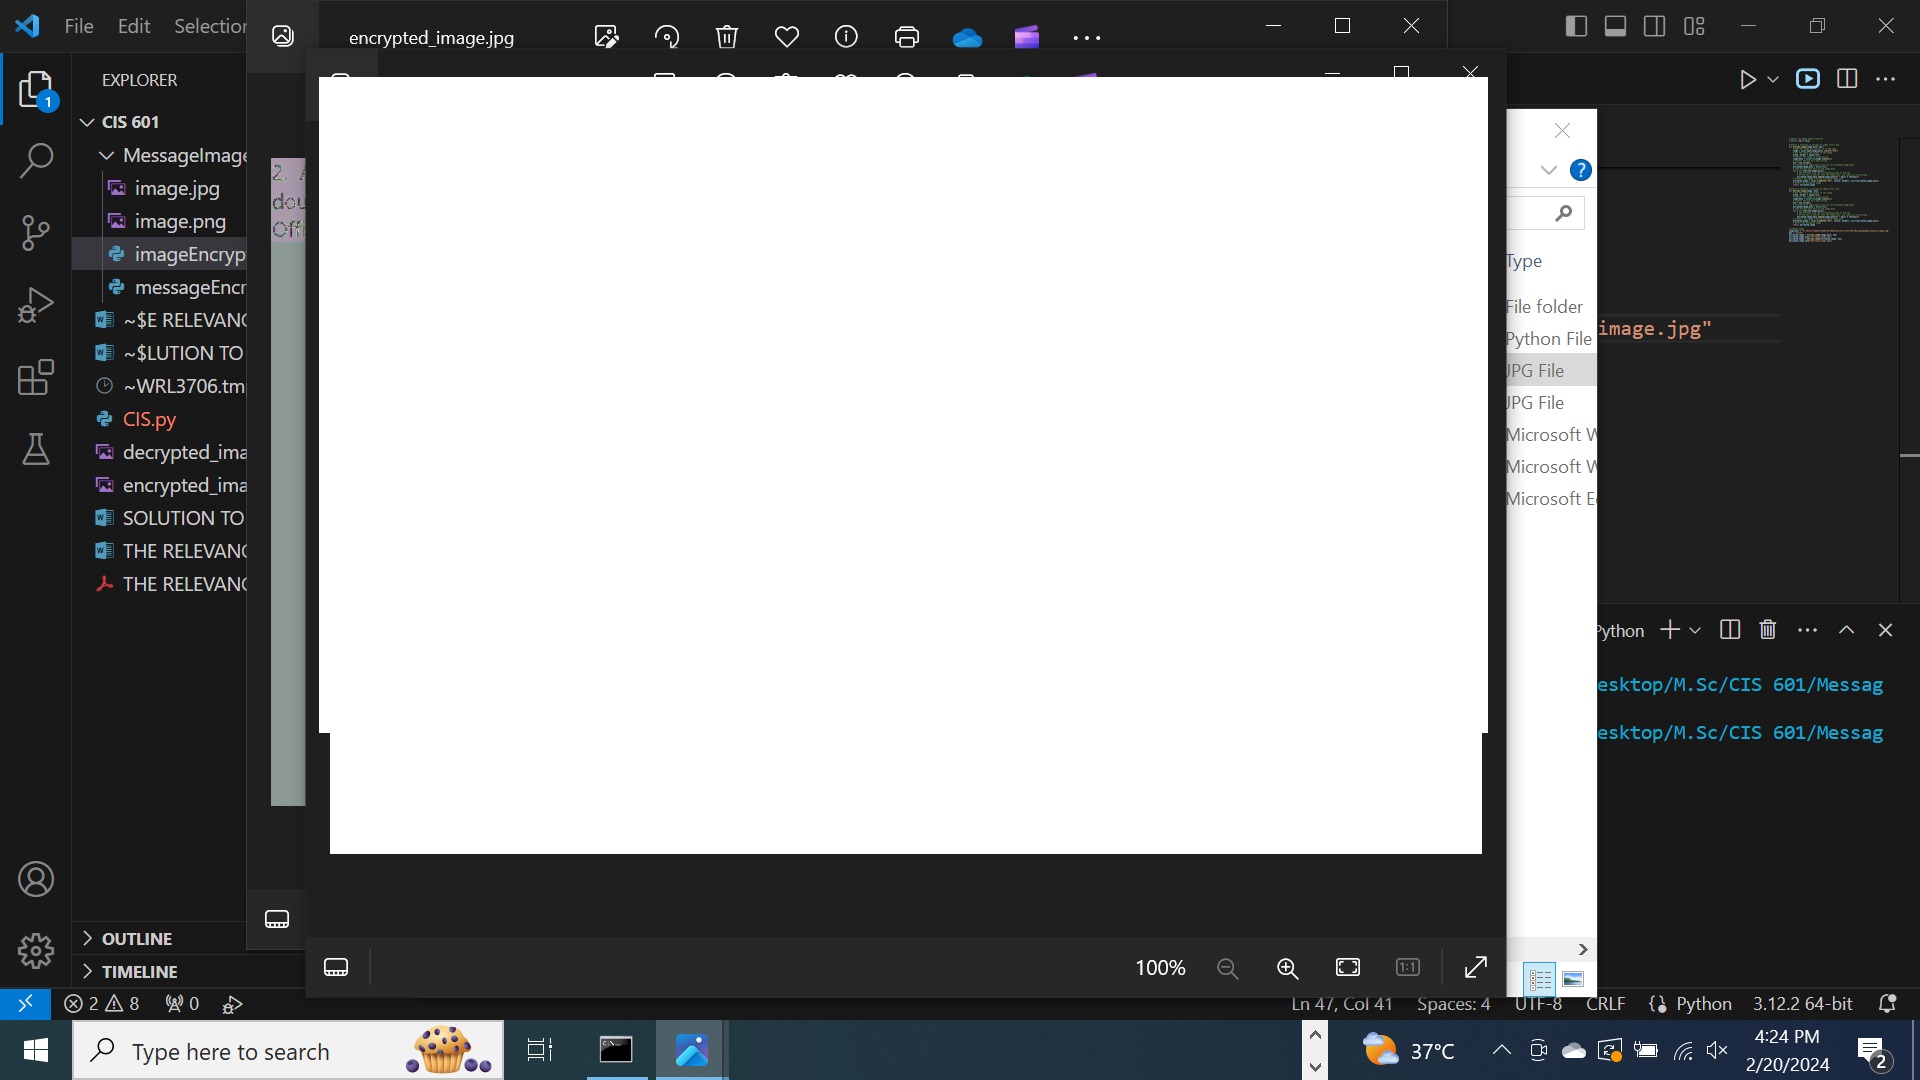 File Edit Selection
encrypted_image.jpg
EXPLORER
CIS 601
MessageImage
image.jpg
image.png
imageEncryp
messageEncr
~$E RELEVANC
~$LUTION TO
~WRL3706.tm
CIS.py
decrypted_ima
encrypted_ima
SOLUTION TO
THE RELEVANC
THE RELEVANC
OUTLINE
TIMELINE
2.
dou
Off
Type
File folder
Python File
JPG File
JPG File
Microsoft W
Microsoft W
Microsoft E
image.jpg"
Python
esktop/M.Sc/CIS 601/Messag
esktop/M.Sc/CIS 601/Messag
100%
1:1
2 8 0
Ln 47, Col 41 Spaces: 4 UTF-8 CRLF Python 3.12.2 64-bit
Type here to search
37°C
4:24 PM
2/20/2024
2
1